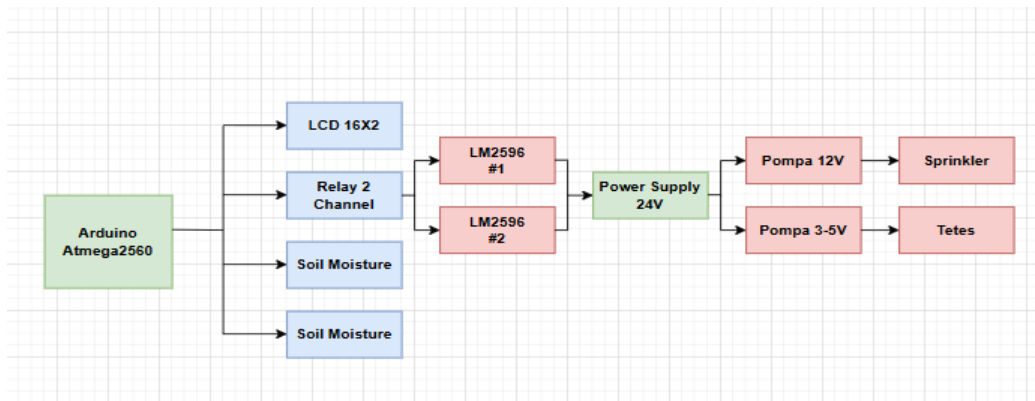 Arduino
Atmega2560
LCD 16X2
Relay 2
Channel
Soil Moisture
Soil Moisture
LM2596
#1
LM2596
#2
Power Supply
24V
Pompa 12V
Sprinkler
Pompa 3-5V
Tetes